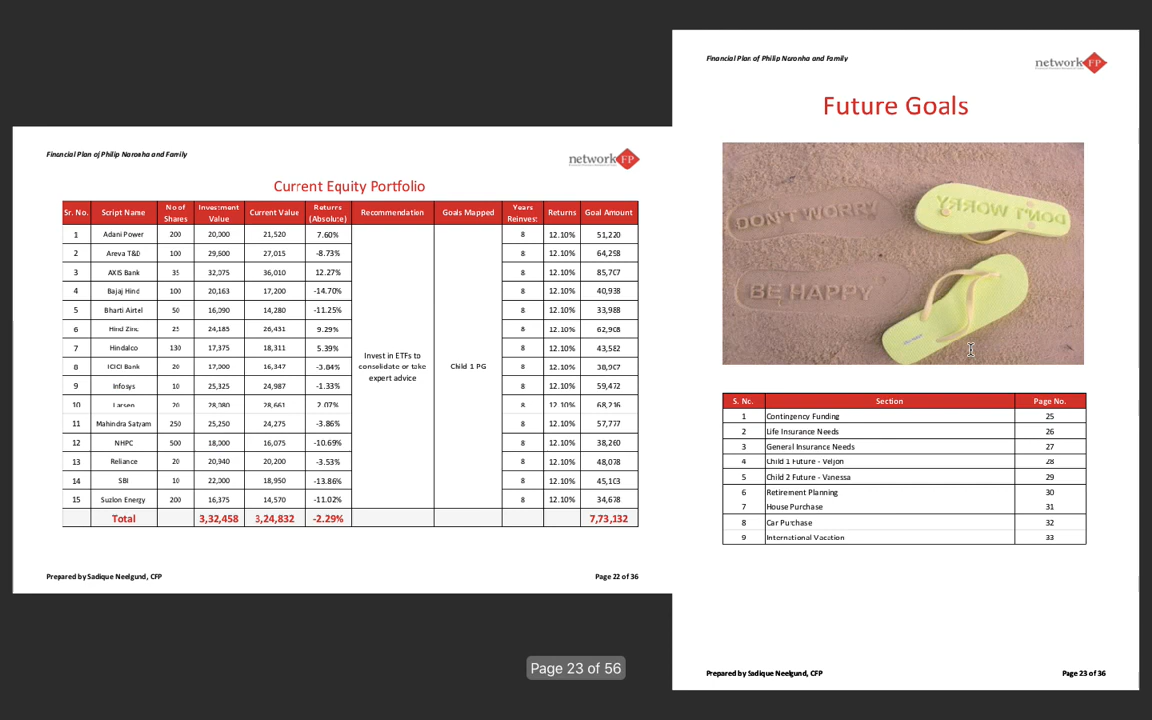 Financial Plan of Philip Naronha and Family
network FP
Current Equity Portfolio
Sr. No. Script Name No of Shares Investment Value Current Value Returns (Absolute) Recommendation Goals Mapped Years Reinvest Returns Goal Amount
1 Adani Power 200 20,000 21,520 7.60% 8 12.10% 51,220
2 Areva T&D 100 29,600 27,015 -8.73% 8 12.10% 64,298
3 AXIS Bank 35 32,075 36,010 12.27% 8 12.10% 85,707
4 Bajaj Hind 100 20,163 17,200 -14.70% 8 12.10% 40,938
5 Bharti Airtel 50 16,090 14,280 -11.25% 8 12.10% 33,988
6 Hind Zinc 25 24,185 26,431 9.29% 8 12.10% 62,908
7 Hindalco 130 17,375 18,311 5.39% 8 12.10% 43,582
8 ICICI Bank 20 17,000 16,347 -3.84% 8 12.10% 38,907
9 Infosys 10 25,325 24,987 -1.33% 8 12.10% 59,472
10 Larsen 20 28,080 28,661 2.07% 8 12.10% 68,216
11 Mahindra Satyam 250 25,250 24,275 -3.86% 8 12.10% 57,777
12 NHPC 500 18,000 16,075 -10.69% 8 12.10% 38,260
13 Reliance 20 20,940 20,200 -3.53% 8 12.10% 48,078
14 SBI 10 22,000 18,950 -13.86% 8 12.10% 45,103
15 Suzlon Energy 200 16,375 14,570 -11.02% 8 12.10% 34,678
Invest in ETFs to
consolidate or take
expert advice
Child 1 PG
Total 3,32,458 3,24,832 -2.29% 7,73,132
Prepared by Sadique Neelgund, CFP
Page 22 of 36
Page 23 of 56
Financial Plan of Philip Naronha and Family
network FP
Future Goals
DON'T WORRY
DON'T WORRY
BE HAPPY
S. No. Section Page No.
1 Contingency Funding 25
2 Life Insurance Needs 26
3 General Insurance Needs 27
4 Child 1 Future - Veljon 28
5 Child 2 Future - Vanessa 29
6 Retirement Planning 30
7 House Purchase 31
8 Car Purchase 32
9 International Vacation 33
Prepared by Sadique Neelgund, CFP
Page 23 of 36